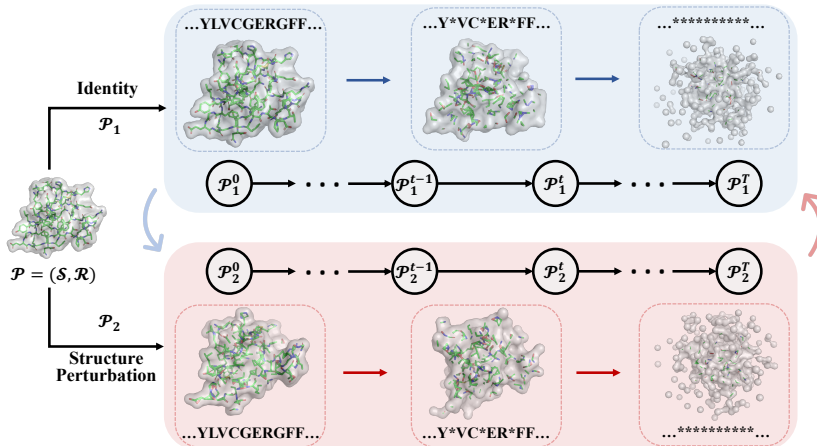 ...YLVCGERGFF...
...Y*VC*ER*FF...
...**********...
Identity
𝒫₁
𝒫₁⁰
• • •
𝒫₁ᵗ⁻¹
𝒫₁ᵗ
• • •
𝒫₁ᵀ
𝒫 = (𝒮, ℛ)
𝒫₂⁰
• • •
𝒫₂ᵗ⁻¹
𝒫₂ᵗ
• • •
𝒫₂ᵀ
𝒫₂
Structure
Perturbation
...YLVCGERGFF...
...Y*VC*ER*FF...
...**********...